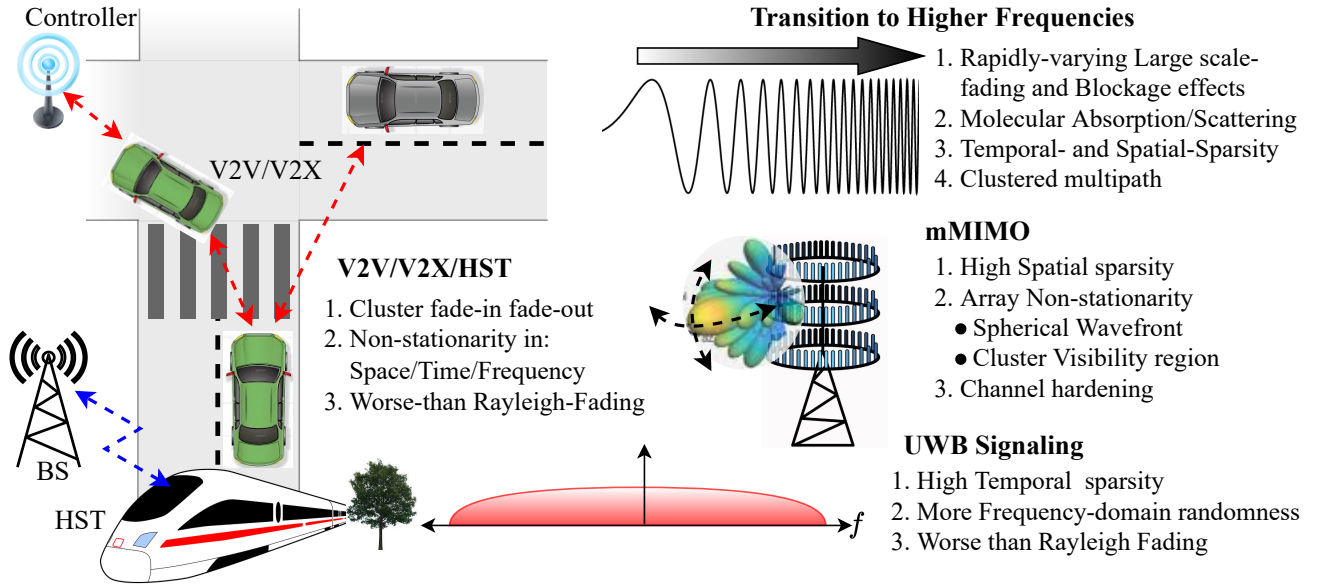 Controller
V2V/V2X
BS
HST
V2V/V2X/HST
1. Cluster fade-in fade-out
2. Non-stationarity in:
Space/Time/Frequency
3. Worse-than Rayleigh-Fading
Transition to Higher Frequencies
1. Rapidly-varying Large scale-
fading and Blockage effects
2. Molecular Absorption/Scattering
3. Temporal- and Spatial-Sparsity
4. Clustered multipath
mMIMO
1. High Spatial sparsity
2. Array Non-stationarity
● Spherical Wavefront
● Cluster Visibility region
3. Channel hardening
UWB Signaling
1. High Temporal sparsity
2. More Frequency-domain randomness
3. Worse than Rayleigh Fading
f